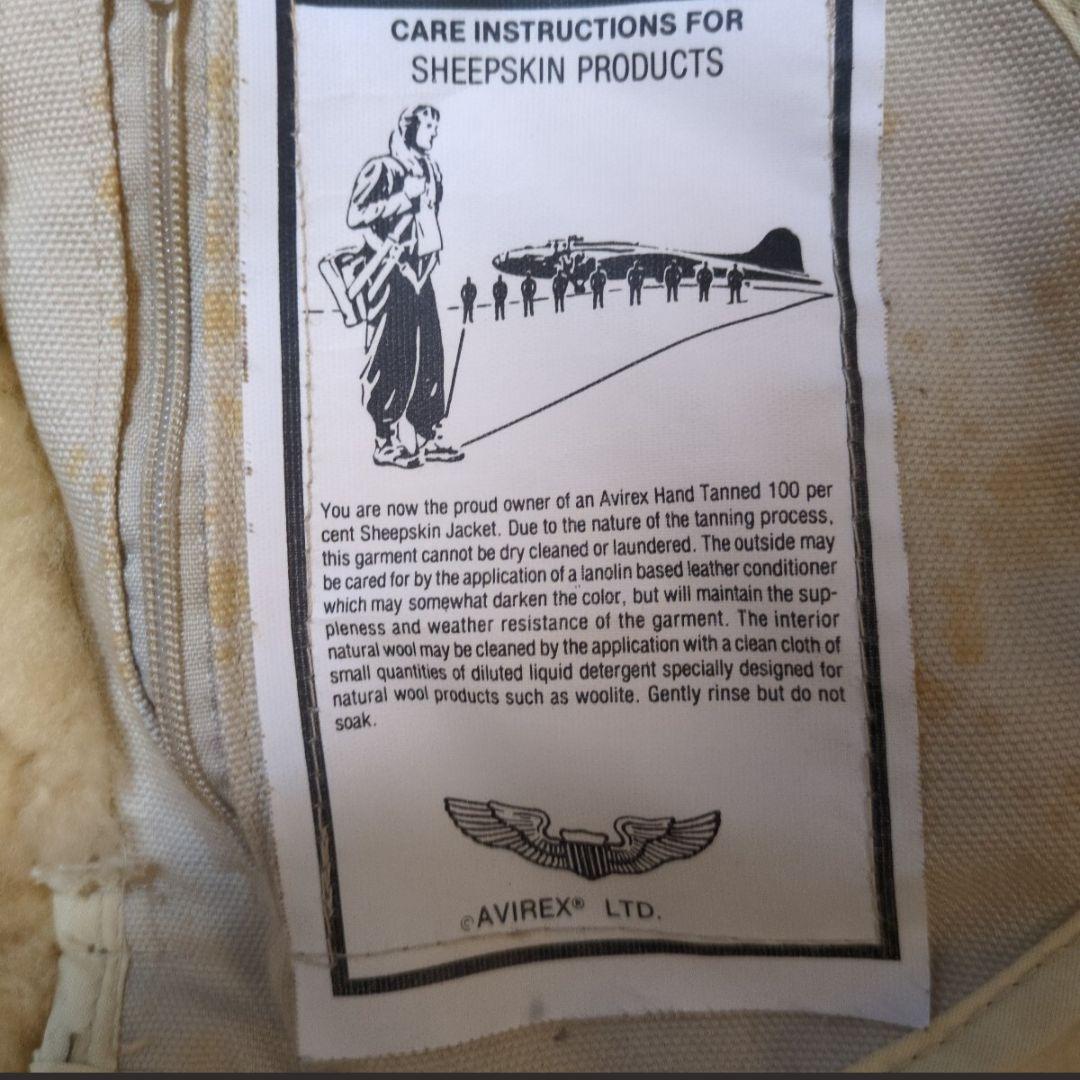 CARE INSTRUCTIONS FOR
SHEEPSKIN PRODUCTS
You are now the proud owner of an Avirex Hand Tanned 100 per
cent Sheepskin Jacket. Due to the nature of the tanning process,
this garment cannot be dry cleaned or laundered. The outside may
be cared for by the application of a lanolin based leather conditioner
which may somewhat darken the color, but will maintain the sup-
pleness and weather resistance of the garment. The interior
natural wool may be cleaned by the application with a clean cloth of
small quantities of diluted liquid detergent specially designed for
natural wool products such as woolite. Gently rinse but do not
soak.
©AVIREX® LTD.